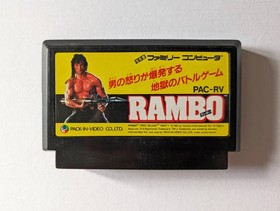 ファミリー コンピュータ
男の怒りが爆発する
地獄のバトルゲーム
PAC-RV
RAMBO
PACK-IN-VIDEO CO.,LTD.